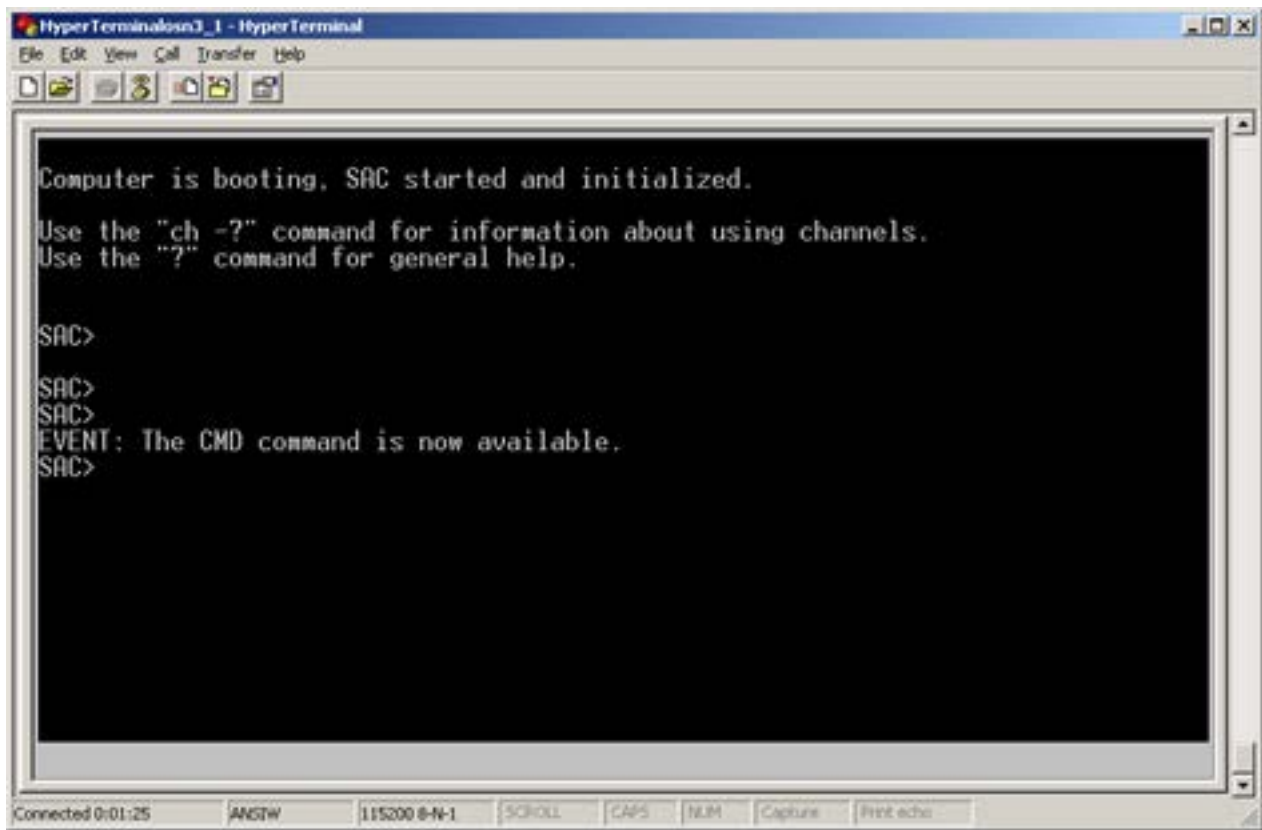 HyperTerminalosn3_1 - HyperTerminal
File Edit View Call Transfer Help
Computer is booting, SAC started and initialized.
Use the "ch -?" command for information about using channels.
Use the "?" command for general help.
SAC>
SAC>
SAC>
EVENT: The CMD command is now available.
SAC>
Connected 0:01:25 ANSIW 115200 8-N-1 SCROLL CAPS NUM Capture Print echo